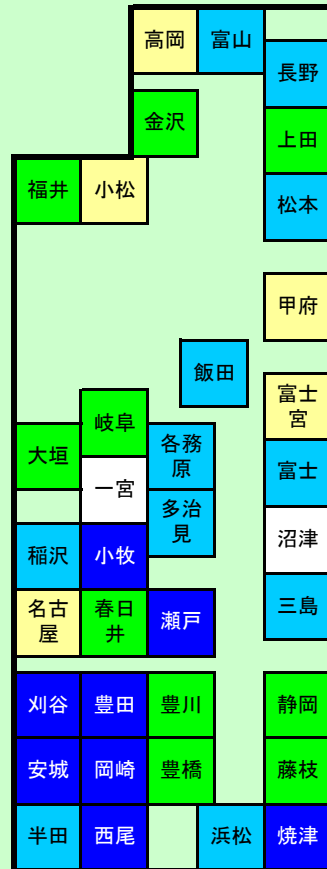 高岡
富山
長野
金沢
上田
福井
小松
松本
甲府
飯田
富士
宮
岐阜
大垣
各務
原
富士
一宮
多治
見
沼津
稲沢
小牧
三島
名古
屋
春日
井
瀬戸
刈谷
豊田
豊川
静岡
安城
岡崎
豊橋
藤枝
半田
西尾
浜松
焼津